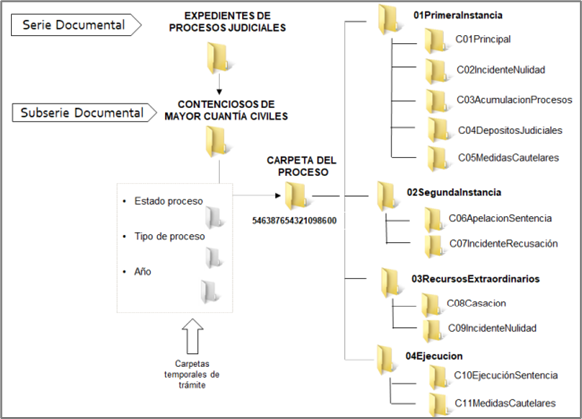 Serie Documental
EXPEDIENTES DE
PROCESOS JUDICIALES
Subserie Documental
CONTENCIOSOS DE
MAYOR CUANTÍA CIVILES
• Estado proceso
• Tipo de proceso
• Año
Carpetas
temporales de
trámite
CARPETA DEL
PROCESO
546387654321098600
01PrimeraInstancia
C01Principal
C02IncidenteNulidad
C03AcumulacionProcesos
C04DepositosJudiciales
C05MedidasCautelares
02SegundaInstancia
C06ApelacionSentencia
C07IncidenteRecusación
03RecursosExtraordinarios
C08Casacion
C09IncidenteNulidad
04Ejecucion
C10EjecuciónSentencia
C11MedidasCautelares